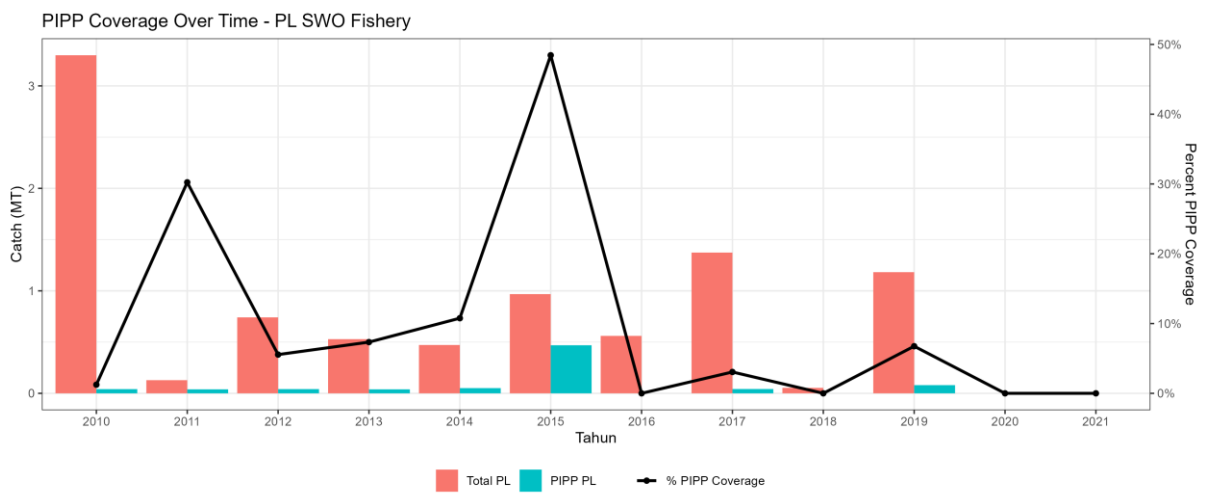 PIPP Coverage Over Time - PL SWO Fishery
Catch (MT)
3
2
1
0
50%
40%
30%
20%
10%
0%
Percent PIPP Coverage
2010 2011 2012 2013 2014 2015 2016 2017 2018 2019 2020 2021
Tahun
Total PL PIPP PL % PIPP Coverage